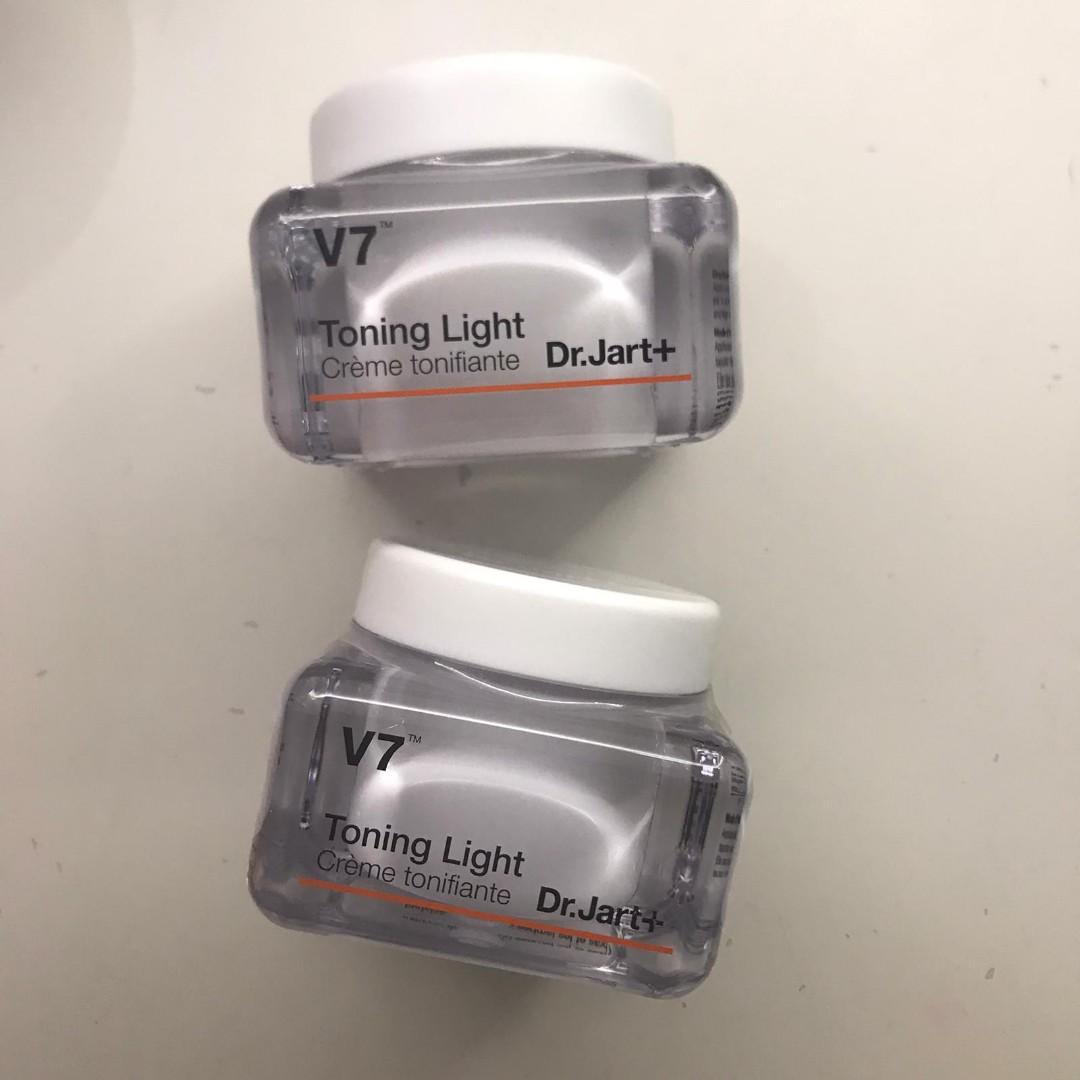 V7™
Toning Light
Crème tonifiante Dr.Jart+
V7™
Toning Light
Crème tonifiante Dr.Jart+